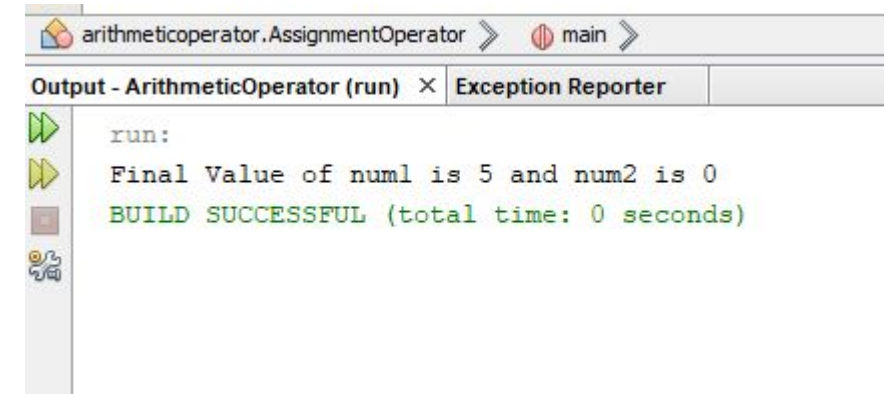 arithmeticoperator.AssignmentOperator main
Output - ArithmeticOperator (run) × Exception Reporter
run:
Final Value of num1 is 5 and num2 is 0
BUILD SUCCESSFUL (total time: 0 seconds)